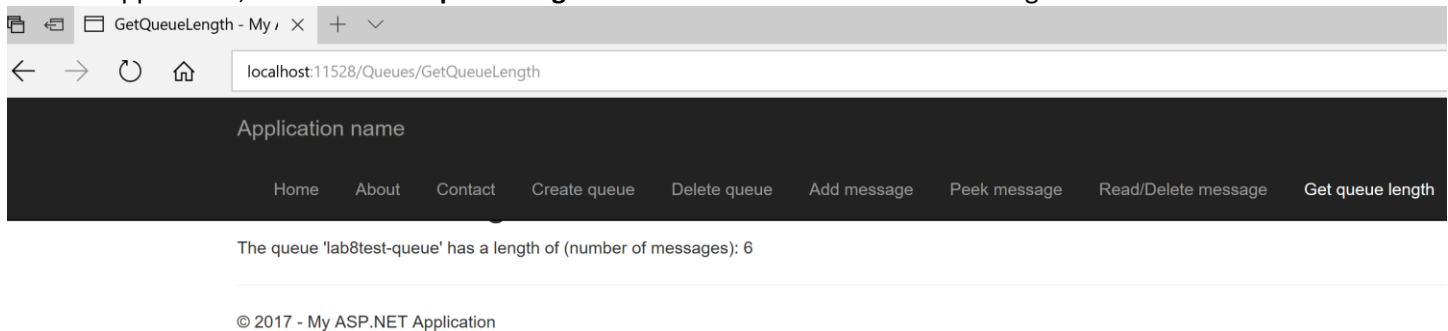 GetQueueLength - My
localhost:11528/Queues/GetQueueLength
Application name
Home About Contact Create queue Delete queue Add message Peek message Read/Delete message Get queue length
The queue 'lab8test-queue' has a length of (number of messages): 6
© 2017 - My ASP.NET Application